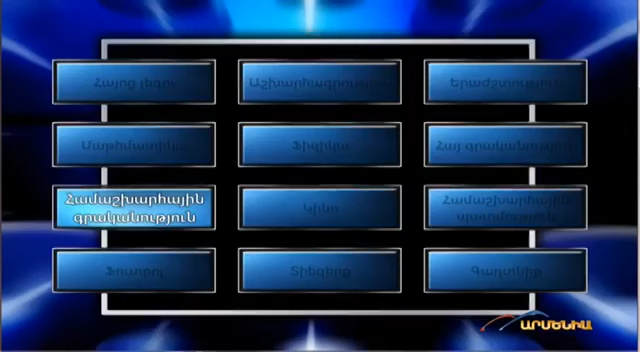 Հայոց լեզու
Աշխարհագրություն
Երաժշտություն
Մաթեմատիկա
Ֆիզիկա
Հայ գրականություն
Համաշխարհային
գրականություն
Կինո
Համաշխարհային
պատմություն
Ֆուտբոլ
Տիեզերք
Գաղտնիք
ԱՐՄԵՆԻԱ